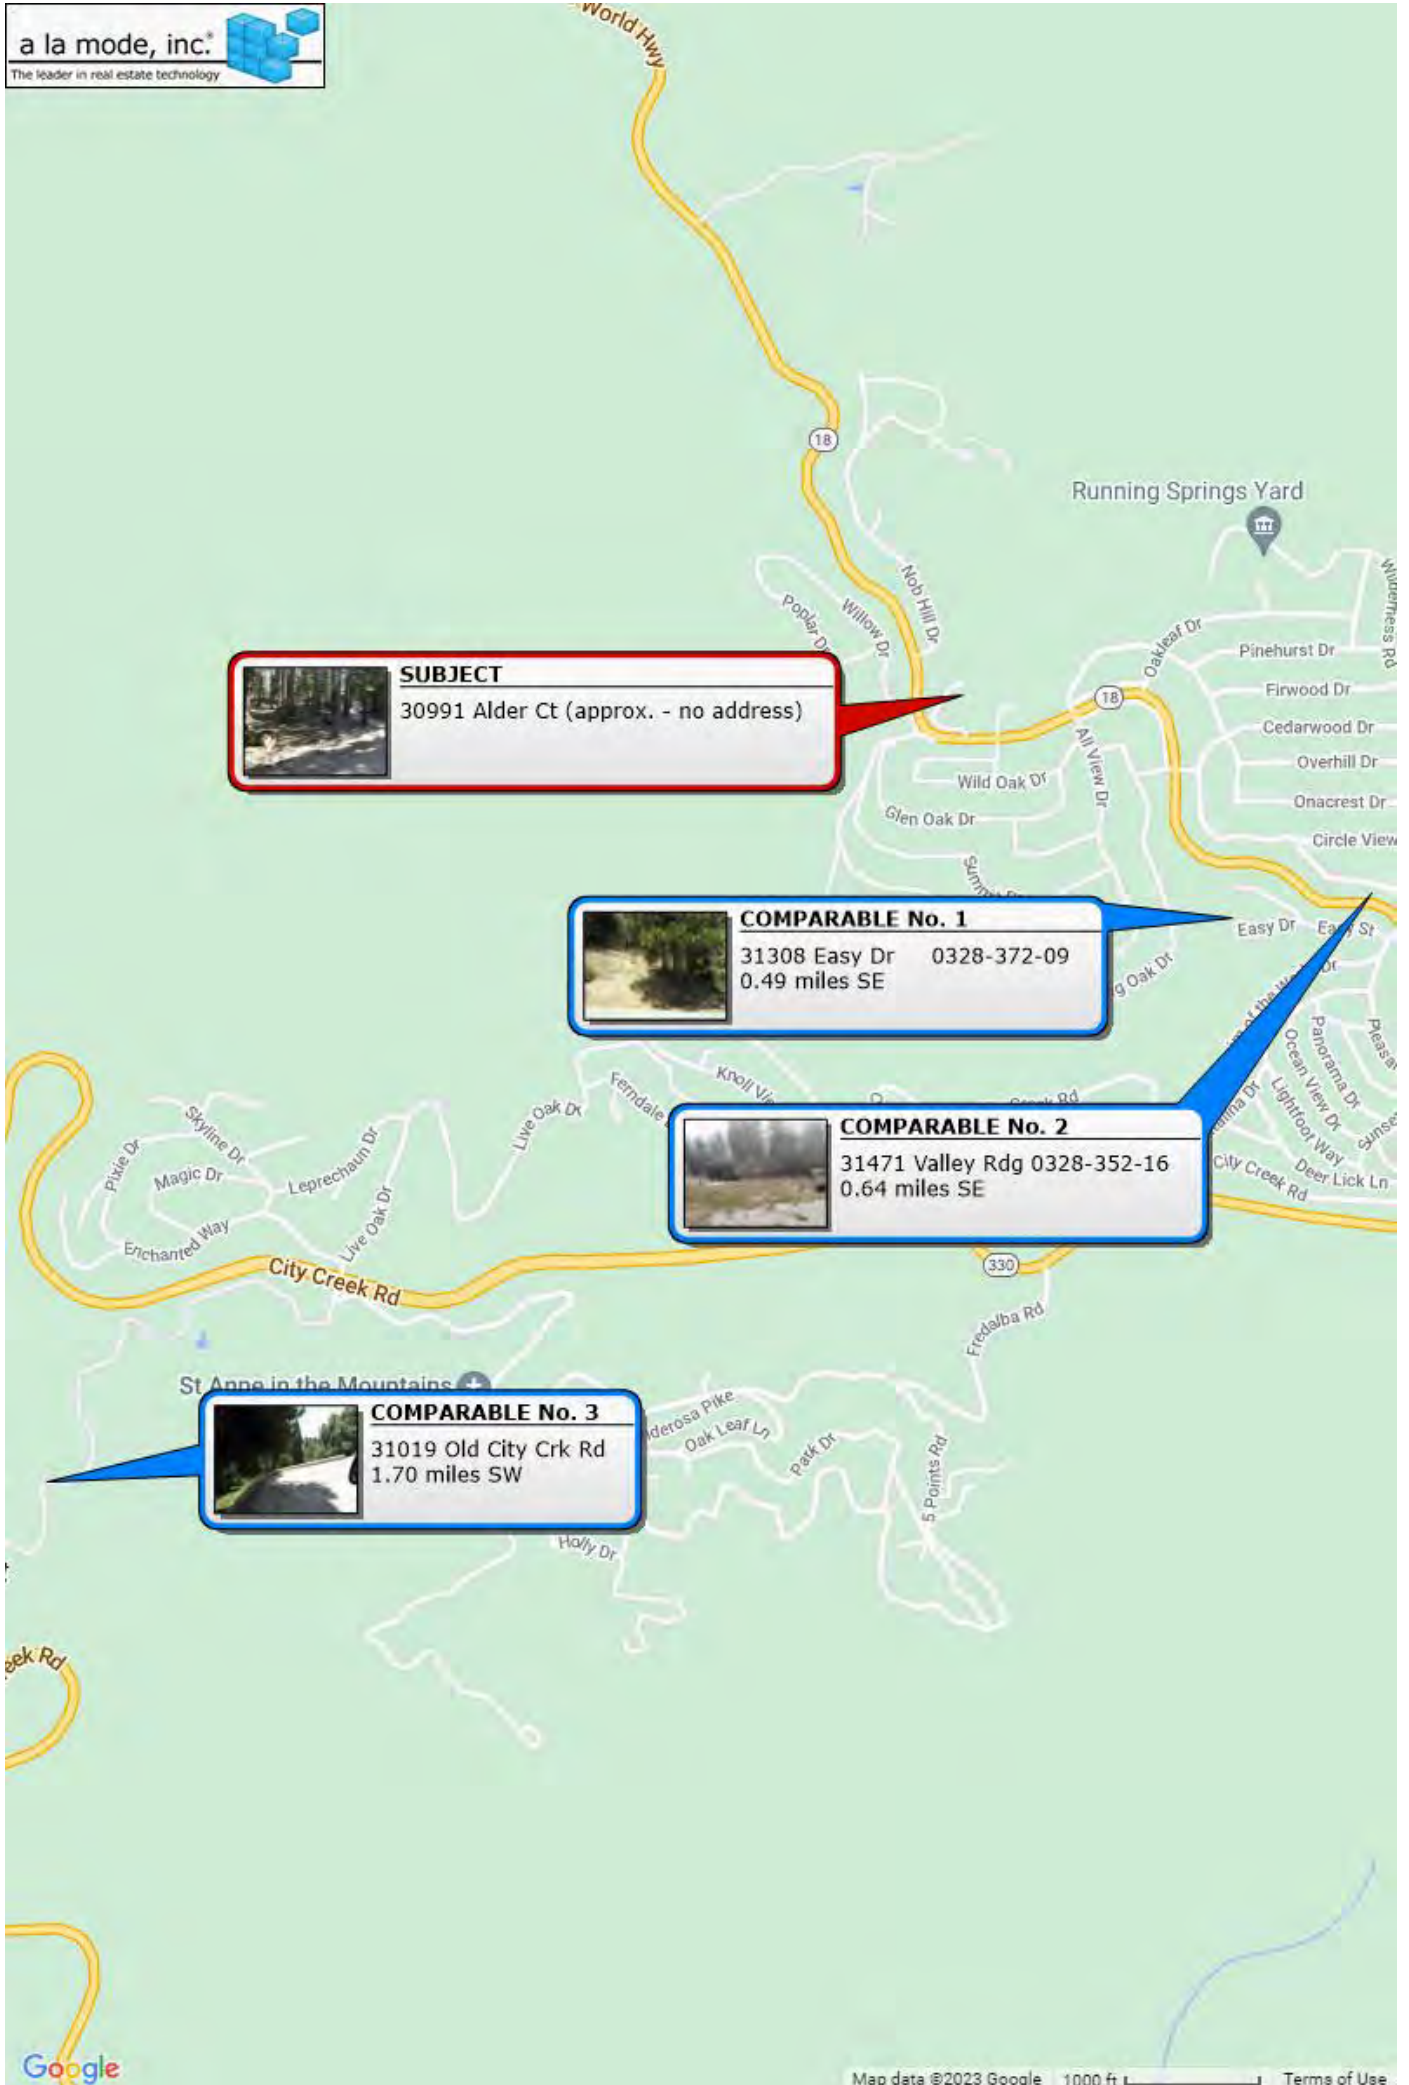 a la mode, inc.
The leader in real estate technology
World Hwy
18
Running Springs Yard
Nob Hill Dr
Wilderness Rd
Poplar Dr
Willow Dr
Oakleaf Dr
Pinehurst Dr
SUBJECT
30991 Alder Ct (approx. - no address)
Firwood Dr
18
Cedarwood Dr
All View Dr
Overhill Dr
Wild Oak Dr
Onacrest Dr
Glen Oak Dr
Circle View
COMPARABLE No. 1
31308 Easy Dr 0328-372-09
0.49 miles SE
Easy Dr
Easy St
Oak Dr
Panorama Dr
Ocean View Dr
Lightfoot Way
Knoll
Ferndale
Live Oak Dr
Creek Rd
Skyline Dr
Pixie Dr
Magic Dr
Leprechaun Dr
Live Oak Dr
Enchanted Way
COMPARABLE No. 2
31471 Valley Rdg 0328-352-16
0.64 miles SE
City Creek Rd
Deer Lick Ln
City Creek Rd
330
Fredalba Rd
St Anne in the Mountains
COMPARABLE No. 3
31019 Old City Crk Rd
1.70 miles SW
Pike
Oak Leaf Ln
Park Dr
5 Points Rd
Holly Dr
eek Rd
Google
Map data ©2023 Google
1000 ft
Terms of Use